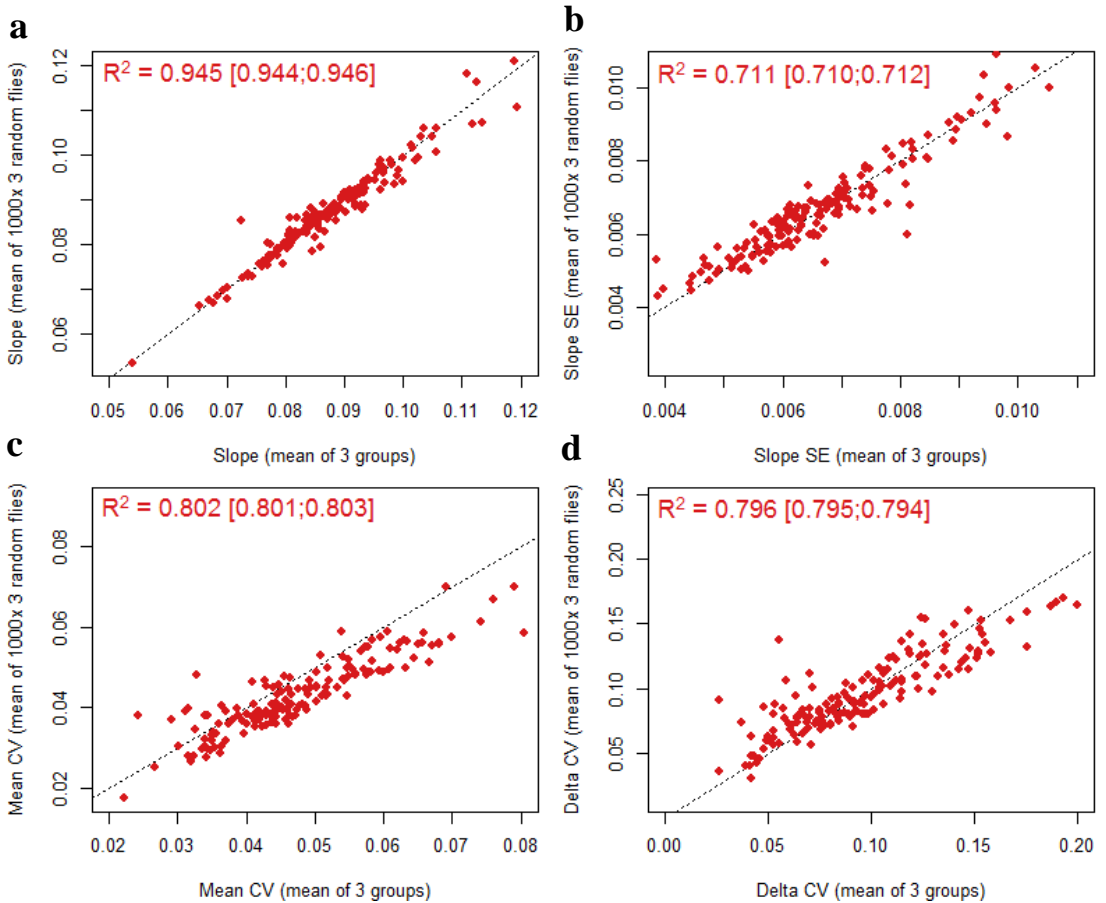 a
R² = 0.945 [0.944;0.946]
Slope (mean of 1000x 3 random flies)
0.06 0.08 0.10 0.12
0.05 0.06 0.07 0.08 0.09 0.10 0.11 0.12
Slope (mean of 3 groups)
b
R² = 0.711 [0.710;0.712]
Slope SE (mean of 1000x 3 random flies)
0.004 0.006 0.008 0.010
0.004 0.006 0.008 0.010
Slope SE (mean of 3 groups)
c
R² = 0.802 [0.801;0.803]
Mean CV (mean of 1000x 3 random flies)
0.02 0.04 0.06 0.08
0.02 0.03 0.04 0.05 0.06 0.07 0.08
Mean CV (mean of 3 groups)
d
R² = 0.796 [0.795;0.794]
Delta CV (mean of 1000x 3 random flies)
0.05 0.10 0.15 0.20 0.25
0.00 0.05 0.10 0.15 0.20
Delta CV (mean of 3 groups)